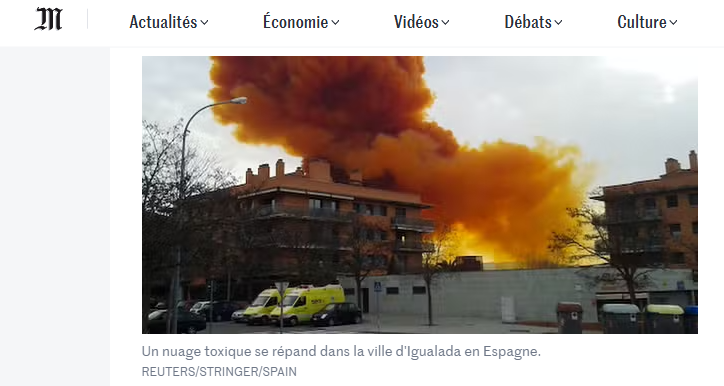 M
Actualités
Économie
Vidéos
Débats
Culture
Un nuage toxique se répand dans la ville d'Igualada en Espagne.
REUTERS/STRINGER/SPAIN